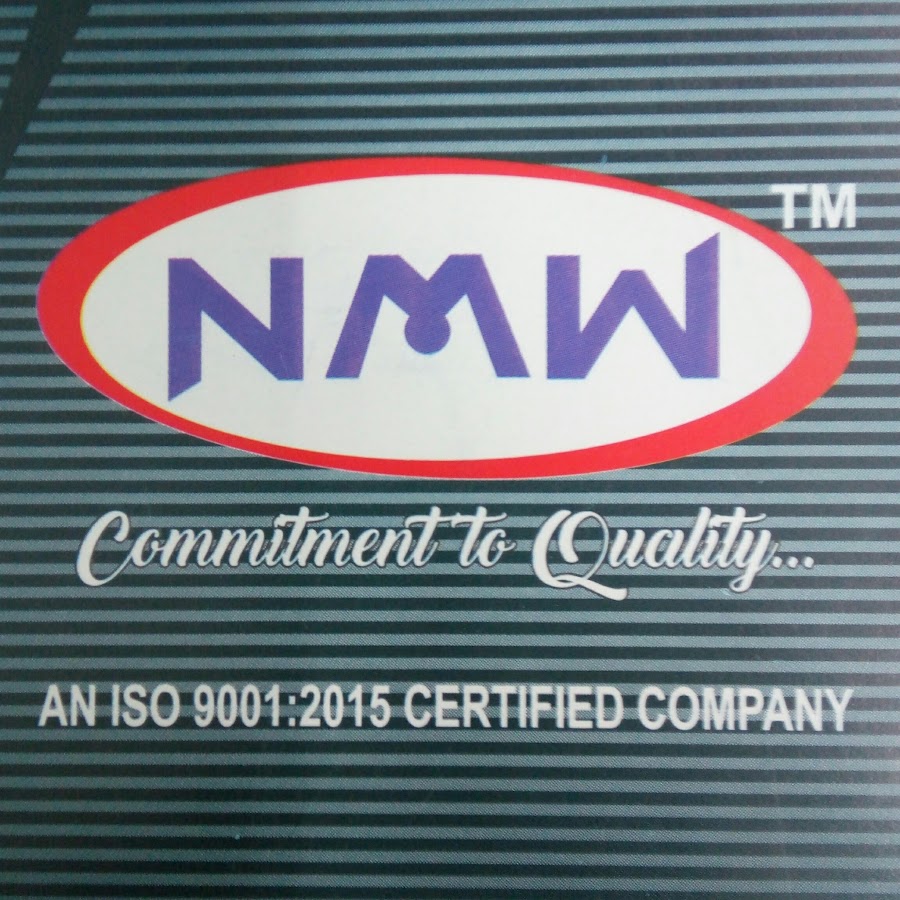 NMW TM
Commitment to Quality...
AN ISO 9001:2015 CERTIFIED COMPANY